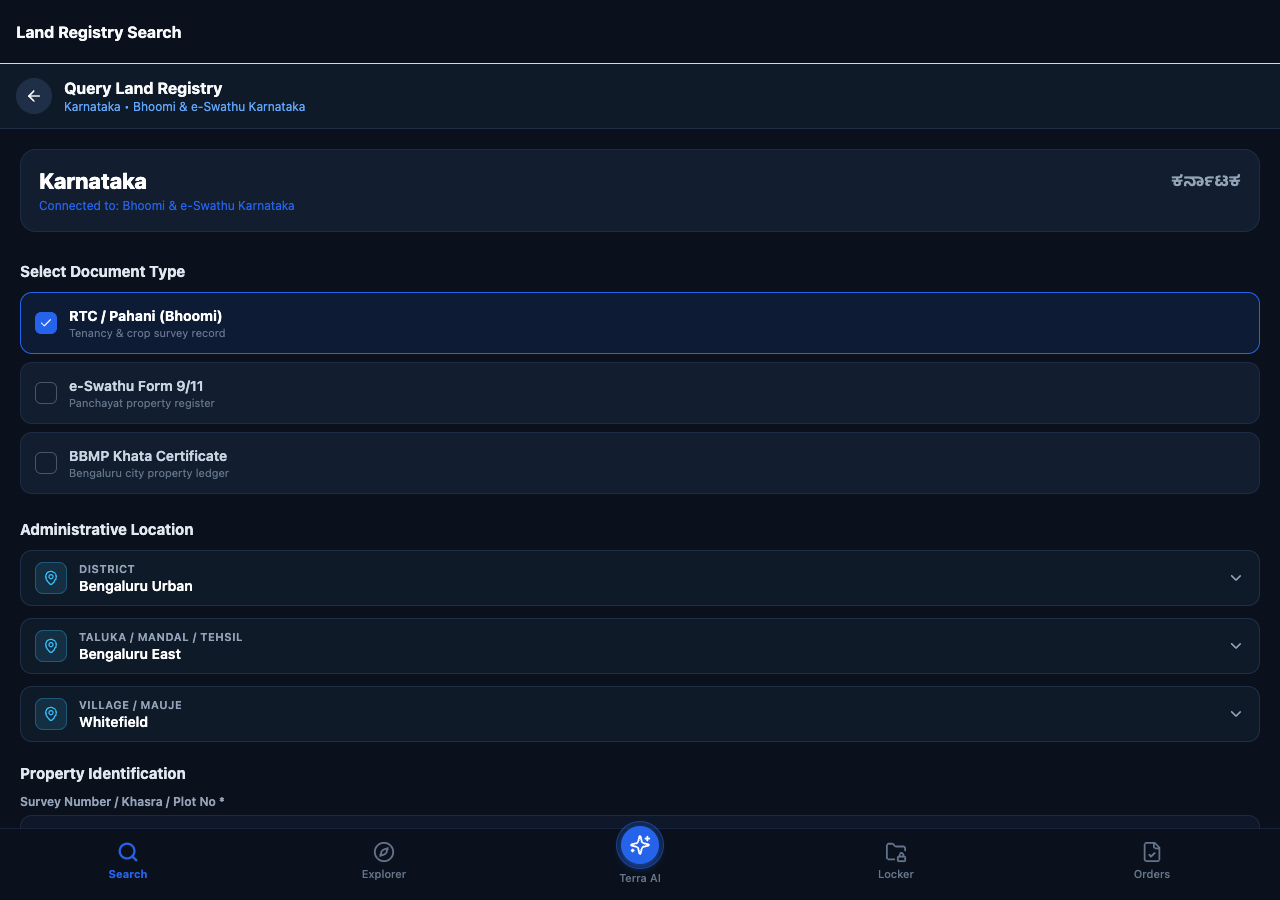 Land Registry Search
Query Land Registry
Karnataka • Bhoomi & e-Swathu Karnataka
Karnataka
ಕರ್ನಾಟಕ
Connected to: Bhoomi & e-Swathu Karnataka
Select Document Type
RTC / Pahani (Bhoomi)
Tenancy & crop survey record
e-Swathu Form 9/11
Panchayat property register
BBMP Khata Certificate
Bengaluru city property ledger
Administrative Location
DISTRICT
Bengaluru Urban
TALUKA / MANDAL / TEHSIL
Bengaluru East
VILLAGE / MAUJE
Whitefield
Property Identification
Survey Number / Khasra / Plot No *
Search
Explorer
Terra AI
Locker
Orders